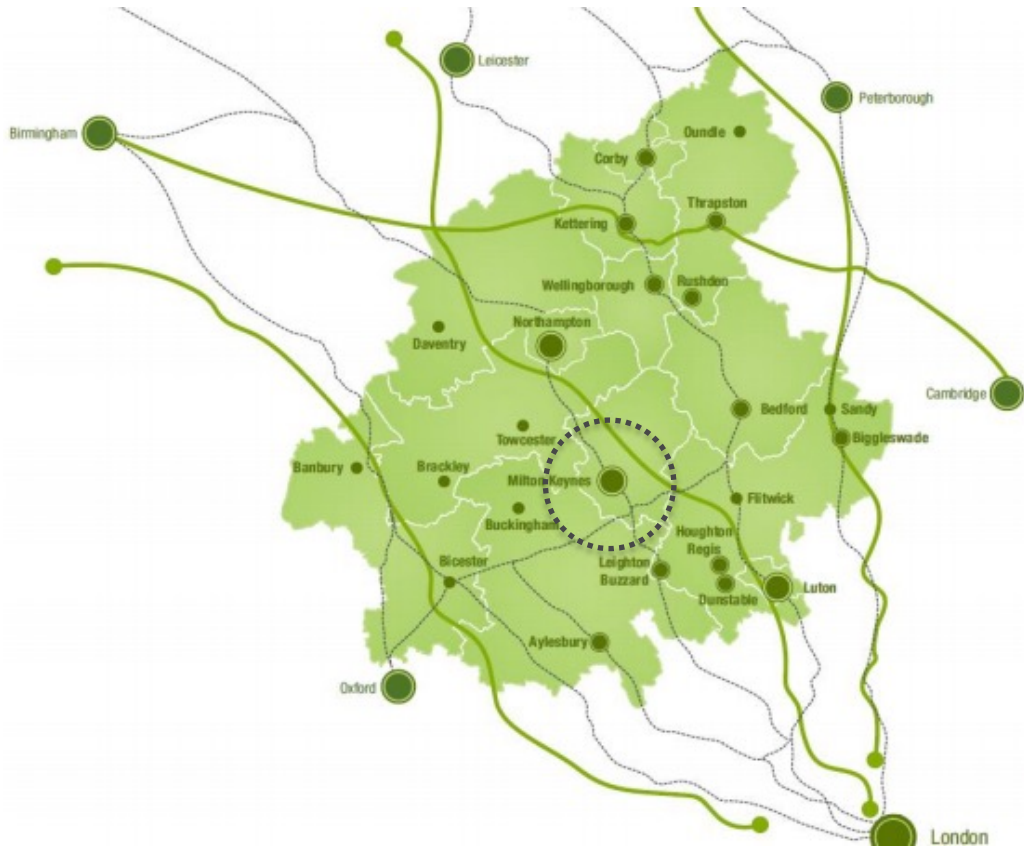 Leicester
Peterborough
Birmingham
Oundle
Corby
Thrapston
Kettering
Wellingborough
Rushden
Northampton
Daventry
Cambridge
Bedford
Sandy
Towcester
Biggleswade
Banbury
Brackley
Milton Keynes
Flitwick
Buckingham
Houghton
Regis
Bicester
Leighton
Buzzard
Luton
Dunstable
Aylesbury
Oxford
London